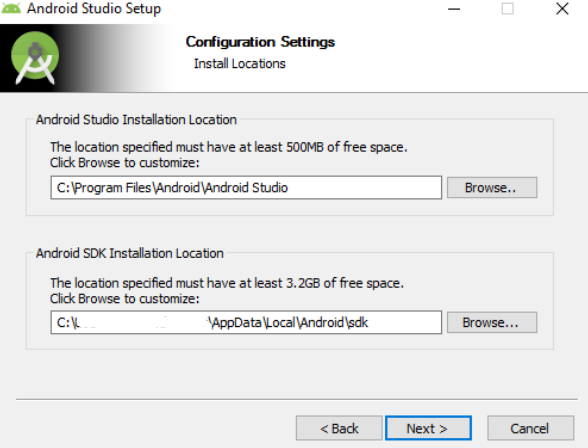 Android Studio Setup
Configuration Settings
Install Locations
Android Studio Installation Location
The location specified must have at least 500MB of free space.
Click Browse to customize:
C:\Program Files\Android\Android Studio
Browse..
Android SDK Installation Location
The location specified must have at least 3.2GB of free space.
Click Browse to customize:
C:\ \AppData\Local\Android\sdk
Browse...
< Back
Next >
Cancel